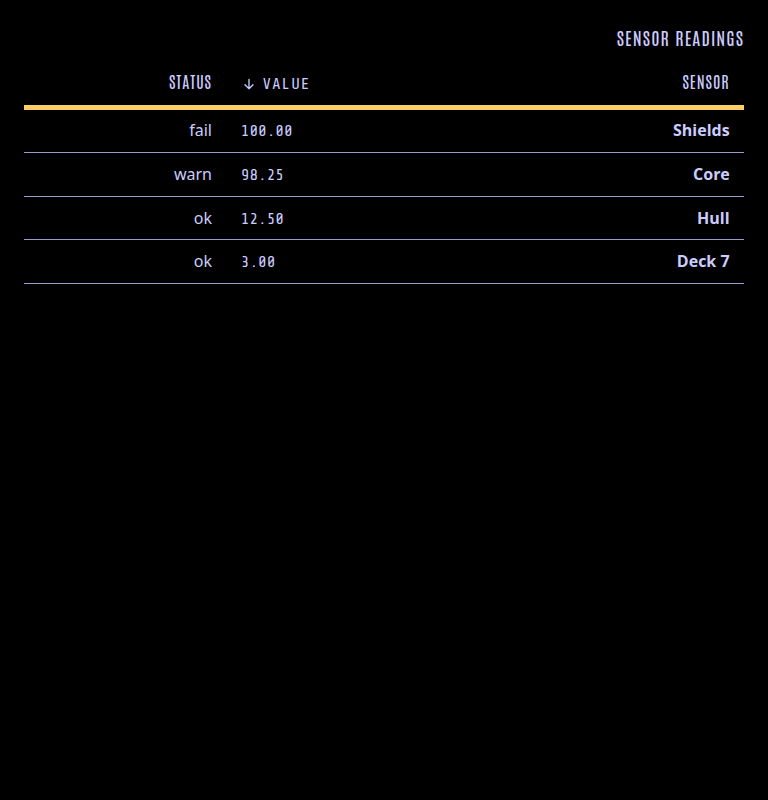 SENSOR READINGS
STATUS ↓ VALUE SENSOR
fail 100.00 Shields
warn 98.25 Core
ok 12.50 Hull
ok 3.00 Deck 7